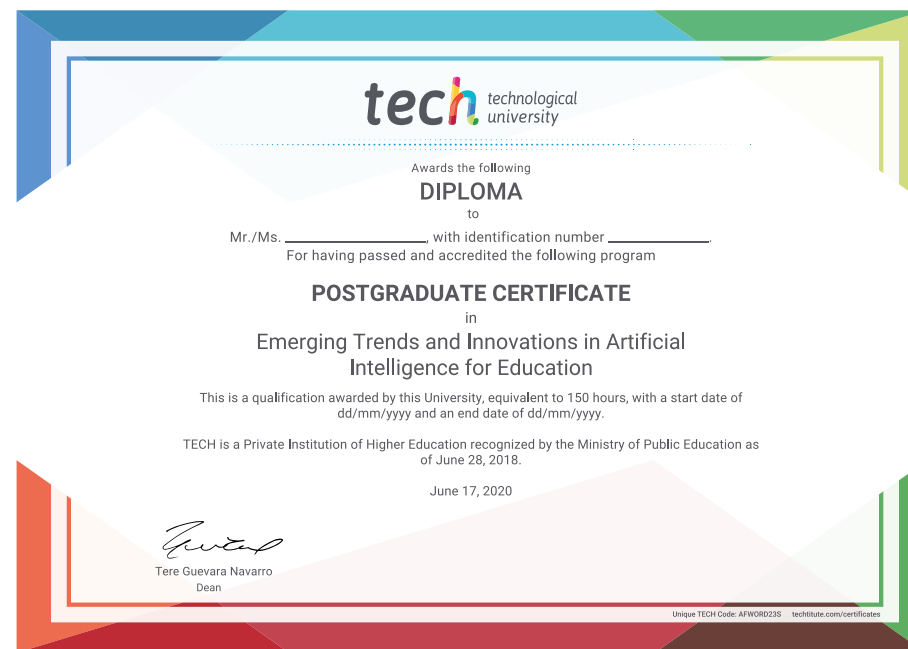 tech technological
university
Awards the following
DIPLOMA
to
Mr./Ms. ____________, with identification number ____________.
For having passed and accredited the following program
POSTGRADUATE CERTIFICATE
in
Emerging Trends and Innovations in Artificial
Intelligence for Education
This is a qualification awarded by this University, equivalent to 150 hours, with a start date of
dd/mm/yyyy and an end date of dd/mm/yyyy.
TECH is a Private Institution of Higher Education recognized by the Ministry of Public Education as
of June 28, 2018.
June 17, 2020
Tere Guevara Navarro
Dean
Unique TECH Code: AFWORD23S techtitute.com/certificates